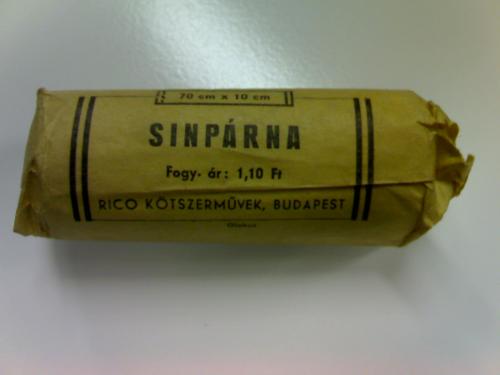 70 cm x 10 cm
SINPÁRNA
Fogy- ár: 1,10 Ft
RICO KÖTSZERMŰVEK, BUDAPEST